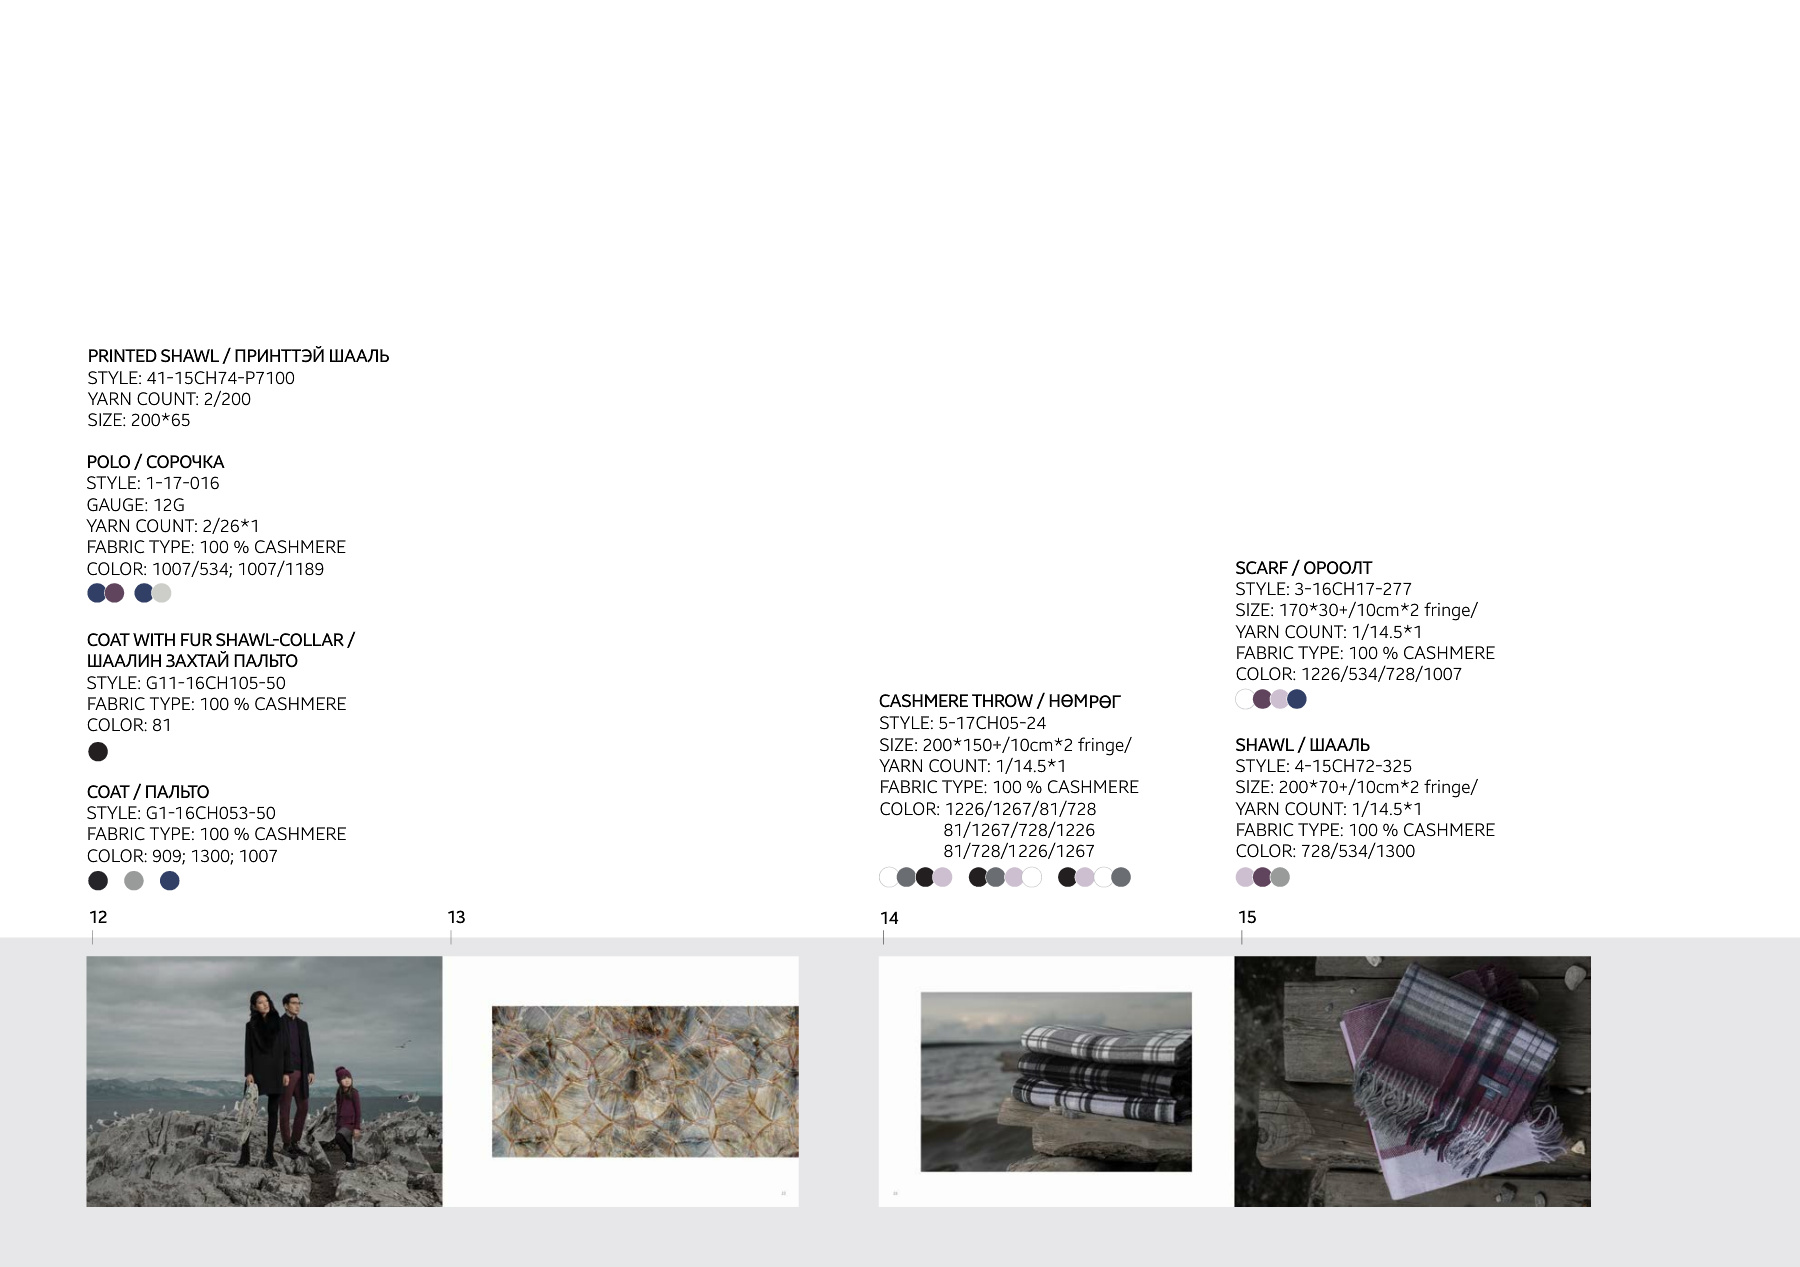 PRINTED SHAWL / ПРИНТТЭЙ ШААЛЬ
STYLE: 41-15CH74-P7100
YARN COUNT: 2/200
SIZE: 200*65
POLO / СОРОЧКА
STYLE: 1-17-016
GAUGE: 12G
YARN COUNT: 2/26*1
FABRIC TYPE: 100 % CASHMERE
COLOR: 1007/534; 1007/1189
COAT WITH FUR SHAWL-COLLAR /
ШААЛИН ЗАХТАЙ ПАЛЬТО
STYLE: G11-16CH105-50
FABRIC TYPE: 100 % CASHMERE
COLOR: 81
COAT / ПАЛЬТО
STYLE: G1-16CH053-50
FABRIC TYPE: 100 % CASHMERE
COLOR: 909; 1300; 1007
12
13
CASHMERE THROW / НӨМРӨГ
STYLE: 5-17CH05-24
SIZE: 200*150+/10cm*2 fringe/
YARN COUNT: 1/14.5*1
FABRIC TYPE: 100 % CASHMERE
COLOR: 1226/1267/81/728
81/1267/728/1226
81/728/1226/1267
14
SCARF / ОРООЛТ
STYLE: 3-16CH17-277
SIZE: 170*30+/10cm*2 fringe/
YARN COUNT: 1/14.5*1
FABRIC TYPE: 100 % CASHMERE
COLOR: 1226/534/728/1007
SHAWL / ШААЛЬ
STYLE: 4-15CH72-325
SIZE: 200*70+/10cm*2 fringe/
YARN COUNT: 1/14.5*1
FABRIC TYPE: 100 % CASHMERE
COLOR: 728/534/1300
15